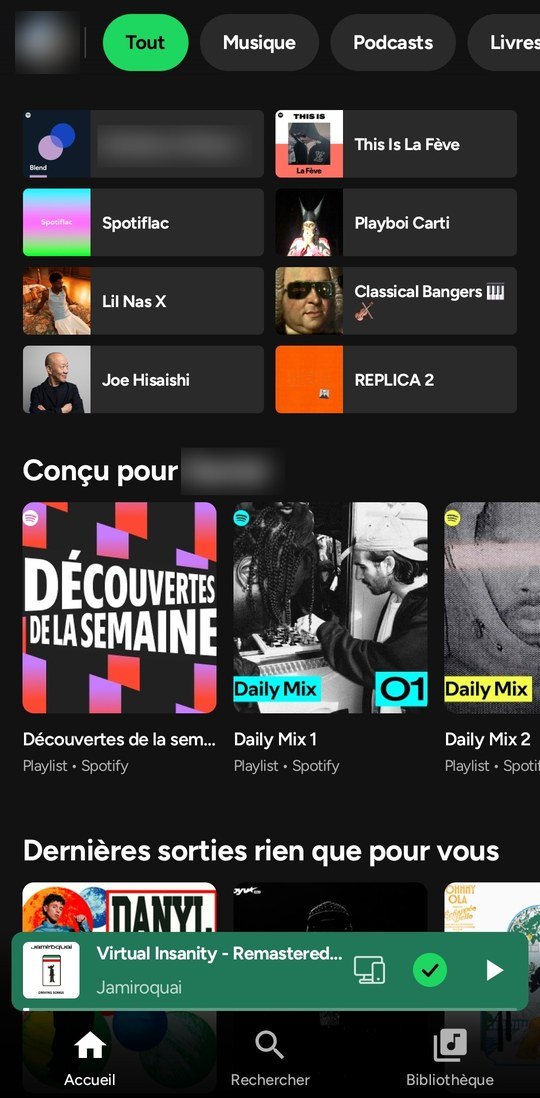 Tout
Musique
Podcasts
Livres
Blend
THIS IS
La Fève
This Is La Fève
Spotiflac
Spotiflac
Playboi Carti
Lil Nas X
Classical Bangers 🎹
🎻
Joe Hisaishi
REPLICA 2
Conçu pour
DÉCOUVERTES
DE LA SEMAINE
Daily Mix
01
Daily Mix
Découvertes de la sem...
Daily Mix 1
Daily Mix 2
Playlist • Spotify
Playlist • Spotify
Playlist • Spotif
Dernières sorties rien que pour vous
DANYL
OHNNY
OLA
Jamiroquai
Virtual Insanity - Remastered...
Jamiroquai
Accueil
Rechercher
Bibliothèque